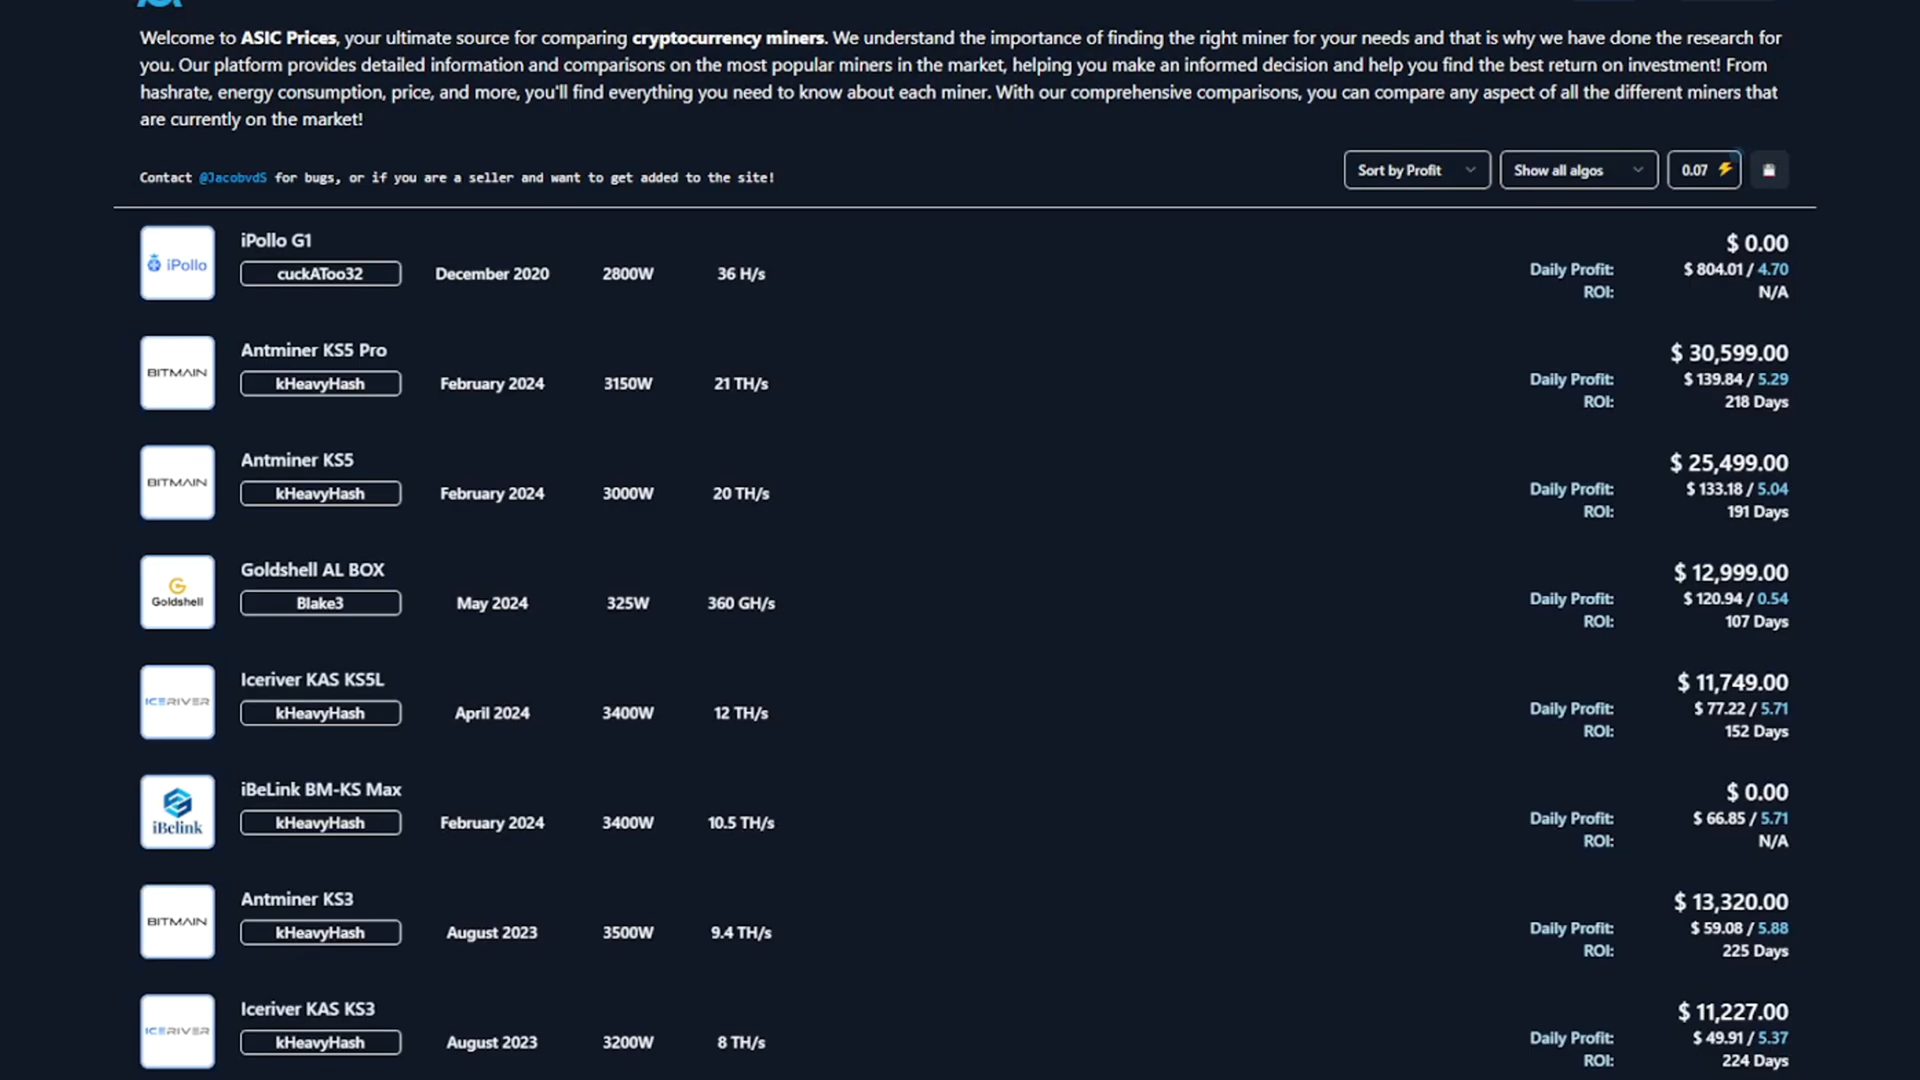 Welcome to ASIC Prices, your ultimate source for comparing cryptocurrency miners. We understand the importance of finding the right miner for your needs and that is why we have done the research for
you. Our platform provides detailed information and comparisons on the most popular miners in the market, helping you make an informed decision and help you find the best return on investment! From
hashrate, energy consumption, price, and more, you'll find everything you need to know about each miner. With our comprehensive comparisons, you can compare any aspect of all the different miners that
are currently on the market!
Contact @JacobvdS for bugs, or if you are a seller and want to get added to the site!
Sort by Profit
Show all algos
0.07
iPollo
iPollo G1
cuckAToo32
December 2020
2800W
36 H/s
$ 0.00
Daily Profit: $ 804.01 / 4.70
ROI: N/A
BITMAIN
Antminer KS5 Pro
kHeavyHash
February 2024
3150W
21 TH/s
$ 30,599.00
Daily Profit: $ 139.84 / 5.29
ROI: 218 Days
BITMAIN
Antminer KS5
kHeavyHash
February 2024
3000W
20 TH/s
$ 25,499.00
Daily Profit: $ 133.18 / 5.04
ROI: 191 Days
Goldshell
Goldshell AL BOX
Blake3
May 2024
325W
360 GH/s
$ 12,999.00
Daily Profit: $ 120.94 / 0.54
ROI: 107 Days
ICERIVER
Iceriver KAS KS5L
kHeavyHash
April 2024
3400W
12 TH/s
$ 11,749.00
Daily Profit: $ 77.22 / 5.71
ROI: 152 Days
iBelink
iBeLink BM-KS Max
kHeavyHash
February 2024
3400W
10.5 TH/s
$ 0.00
Daily Profit: $ 66.85 / 5.71
ROI: N/A
BITMAIN
Antminer KS3
kHeavyHash
August 2023
3500W
9.4 TH/s
$ 13,320.00
Daily Profit: $ 59.08 / 5.88
ROI: 225 Days
ICERIVER
Iceriver KAS KS3
kHeavyHash
August 2023
3200W
8 TH/s
$ 11,227.00
Daily Profit: $ 49.91 / 5.37
ROI: 224 Days